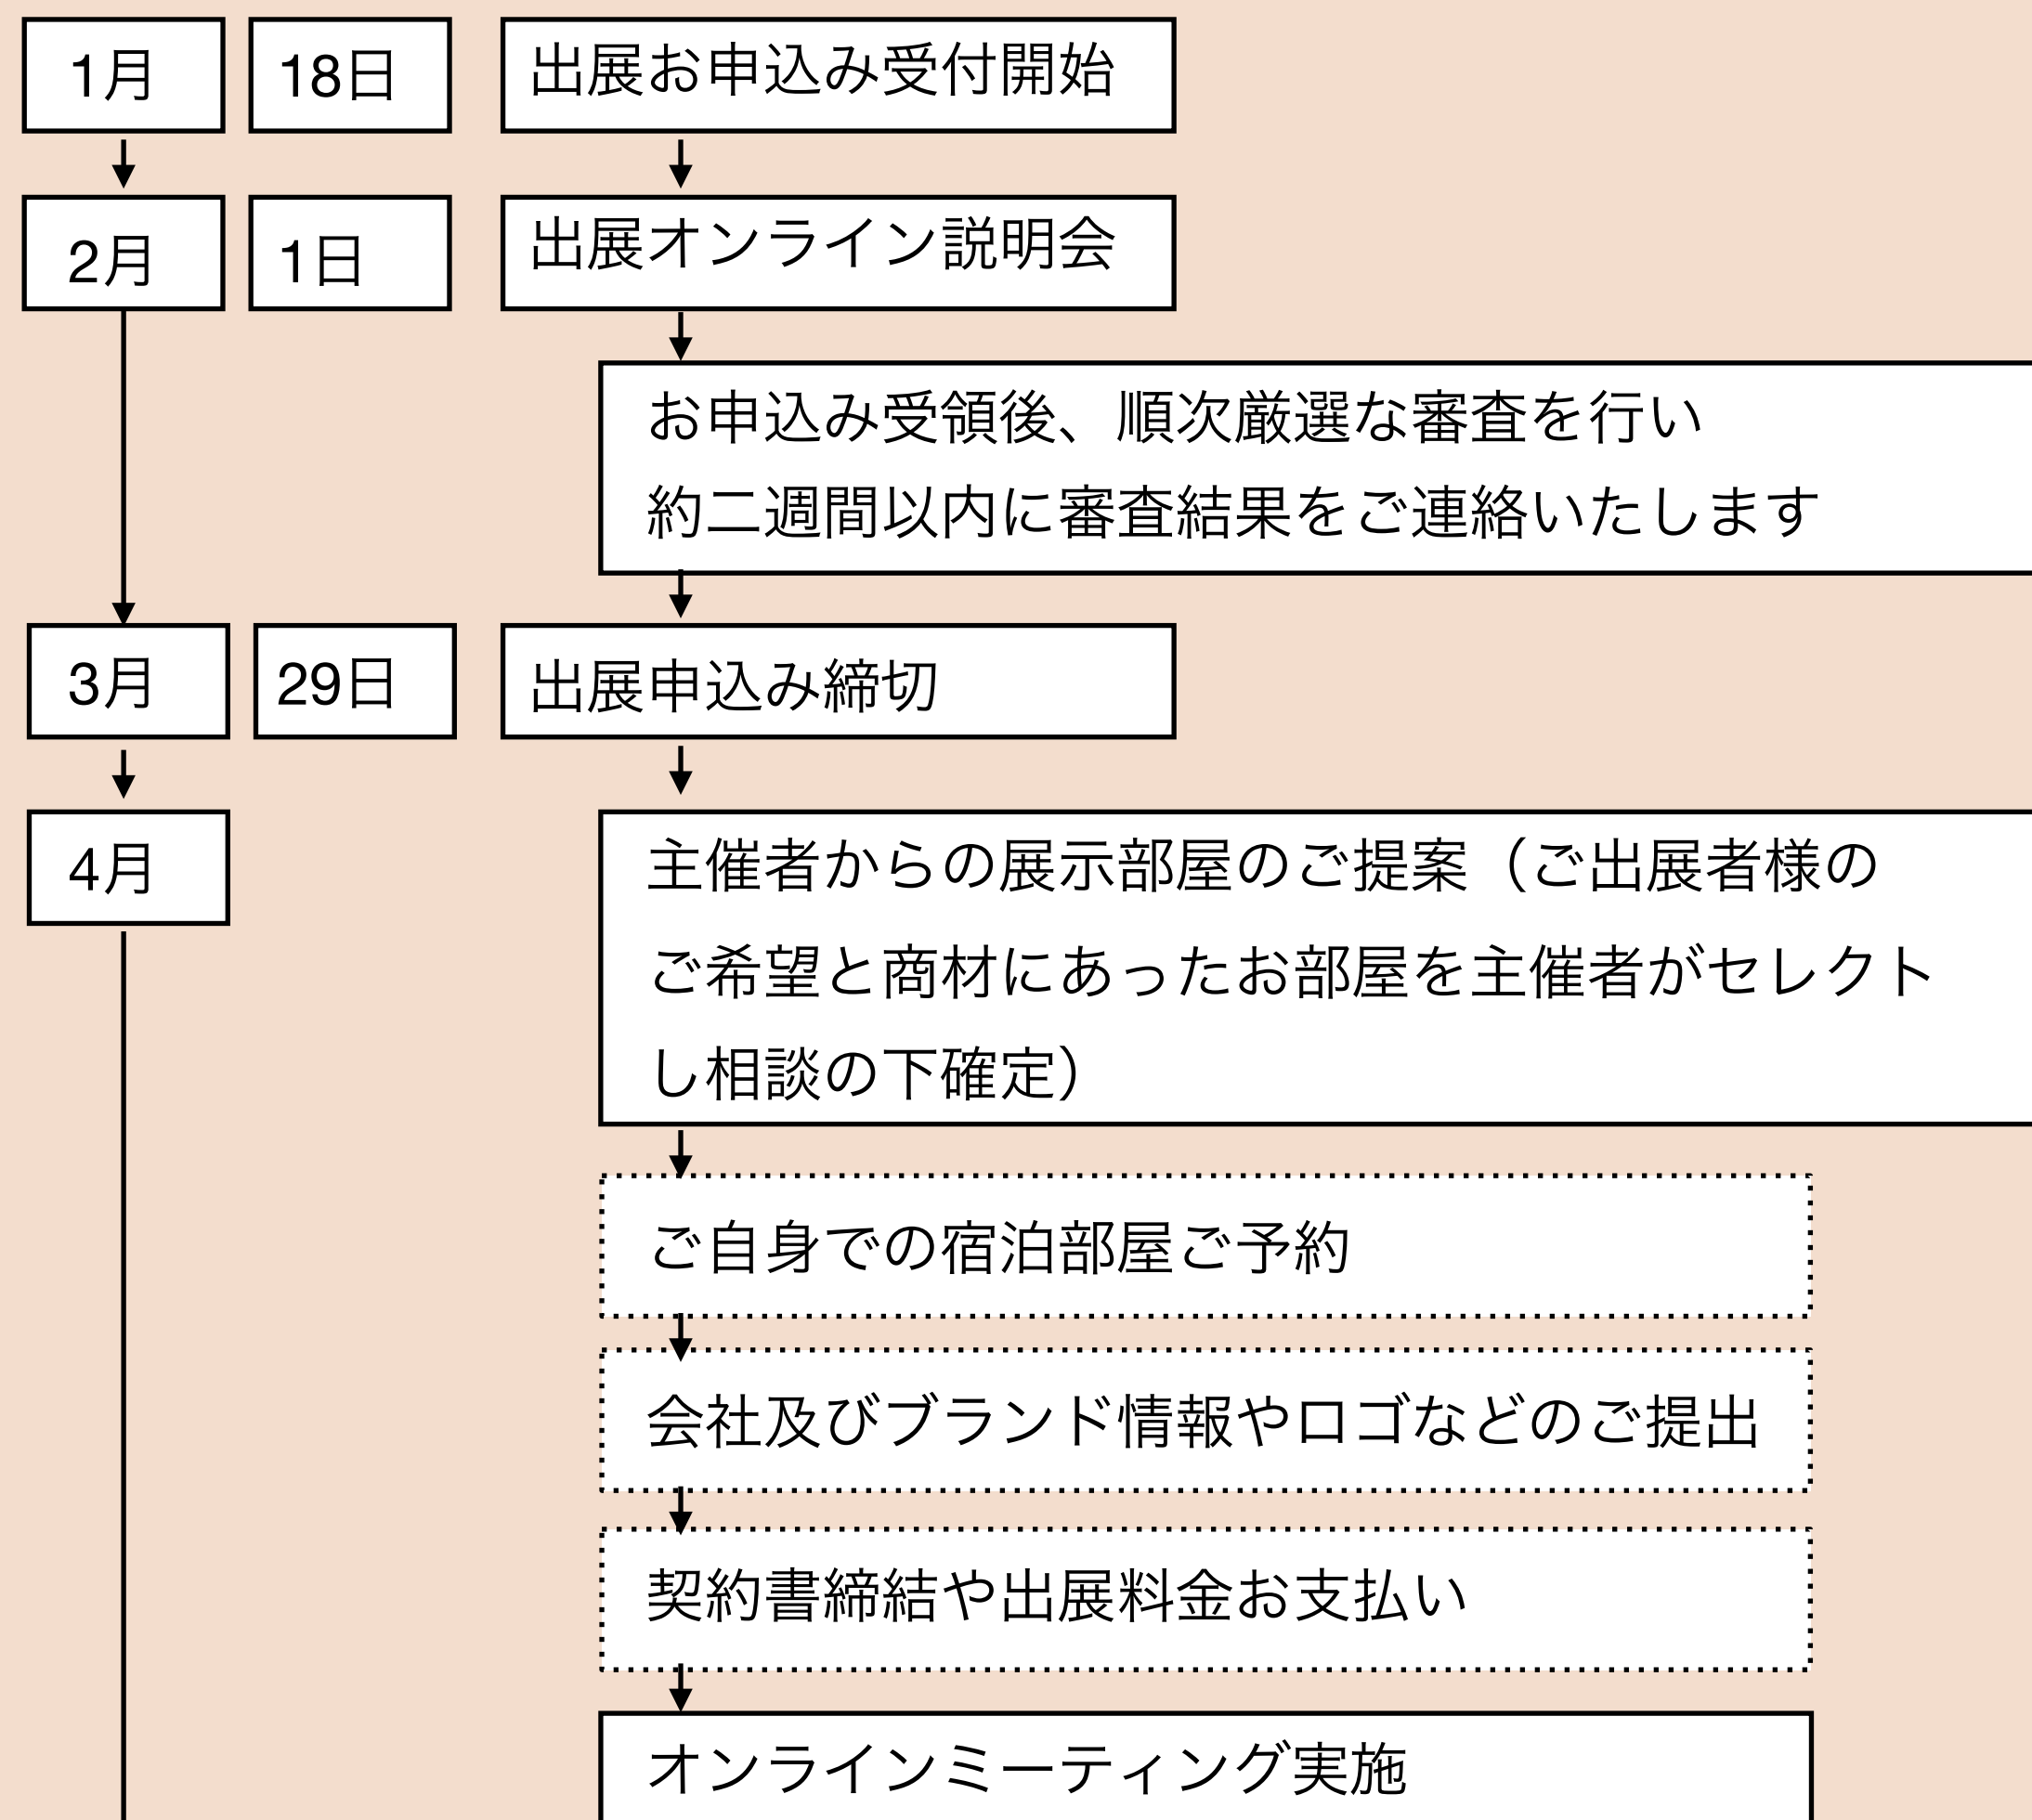 1月 18日 出展お申込み受付開始
2月 1日 出展オンライン説明会
お申込み受領後、順次厳選な審査を行い
約二週間以内に審査結果をご連絡いたします
3月 29日 出展申込み締切
4月 主催者からの展示部屋のご提案（ご出展者様の
ご希望と商材にあったお部屋を主催者がセレクト
し相談の下確定）
ご自身での宿泊部屋ご予約
会社及びブランド情報やロゴなどのご提出
契約書締結や出展料金お支払い
オンラインミーティング実施